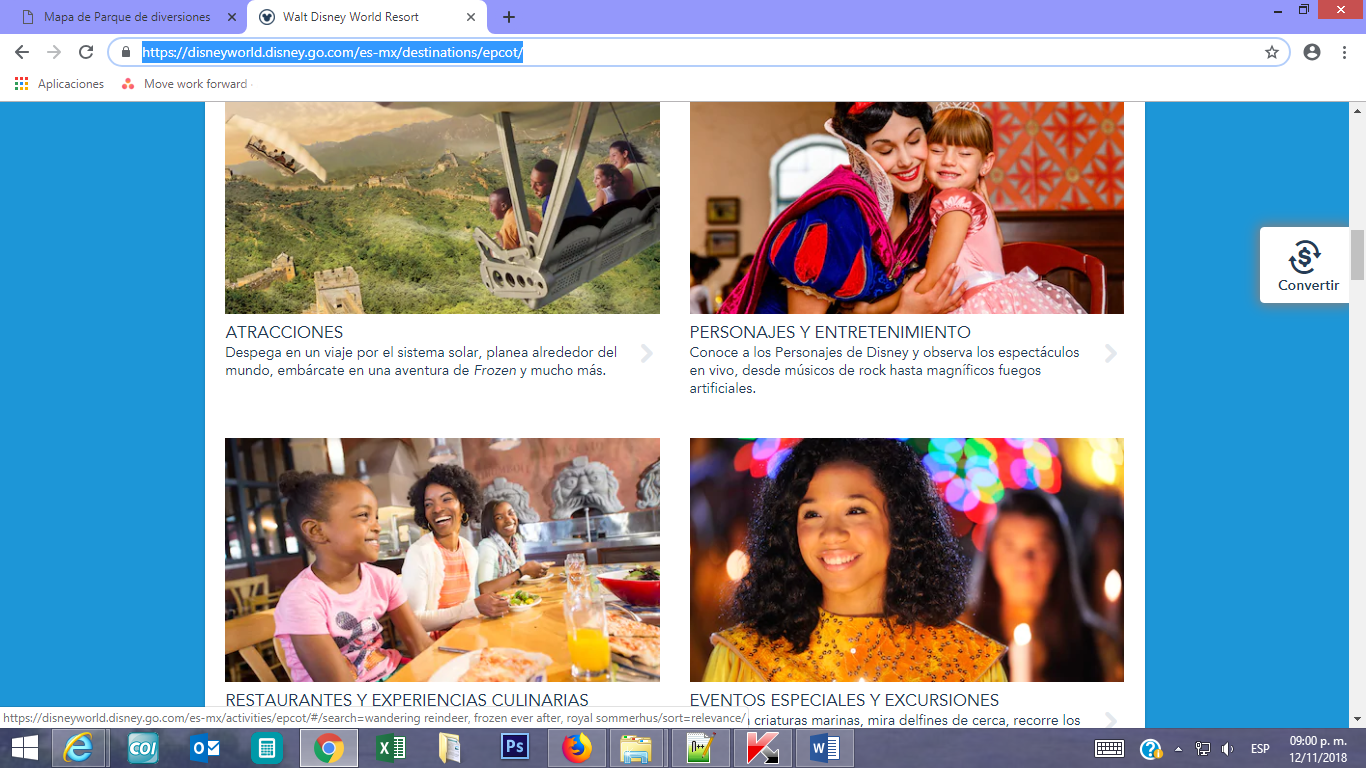 Mapa de Parque de diversiones
Walt Disney World Resort
https://disneyworld.disney.go.com/es-mx/destinations/epcot/
Aplicaciones
Move work forward
Convertir
ATRACCIONES
Despega en un viaje por el sistema solar, planea alrededor del
mundo, embárcate en una aventura de Frozen y mucho más.
PERSONAJES Y ENTRETENIMIENTO
Conoce a los Personajes de Disney y observa los espectáculos
en vivo, desde músicos de rock hasta magníficos fuegos
artificiales.
RESTAURANTES Y EXPERIENCIAS CULINARIAS
EVENTOS ESPECIALES Y EXCURSIONES
criaturas marinas, mira delfines de cerca, recorre los
https://disneyworld.disney.go.com/es-mx/activities/epcot/#/search=wandering reindeer, frozen ever after, royal sommerhus/sort=relevance/
COI
Ps
ESP
09:00 p. m.
12/11/2018